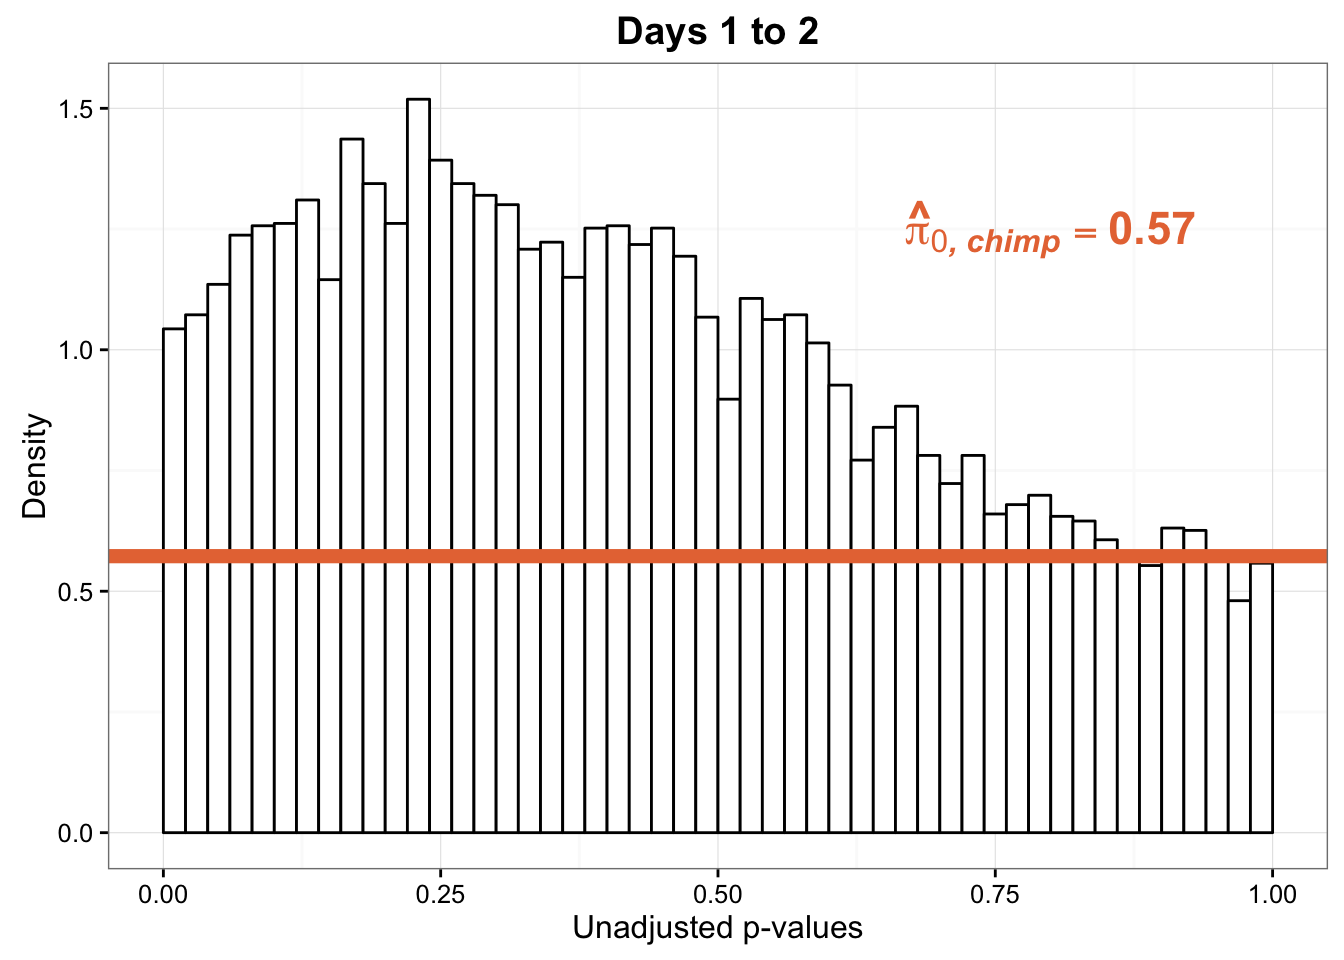 Days 1 to 2
π̂0, chimp = 0.57
Density
1.5
1.0
0.5
0.0
0.00 0.25 0.50 0.75 1.00
Unadjusted p-values